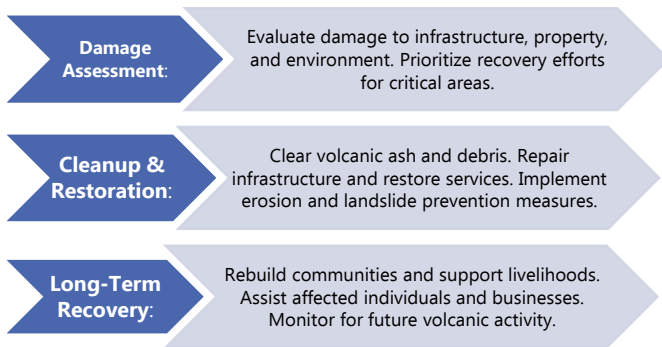 Damage
Assessment:
Evaluate damage to infrastructure, property,
and environment. Prioritize recovery efforts
for critical areas.
Cleanup &
Restoration:
Clear volcanic ash and debris. Repair
infrastructure and restore services. Implement
erosion and landslide prevention measures.
Long-Term
Recovery:
Rebuild communities and support livelihoods.
Assist affected individuals and businesses.
Monitor for future volcanic activity.